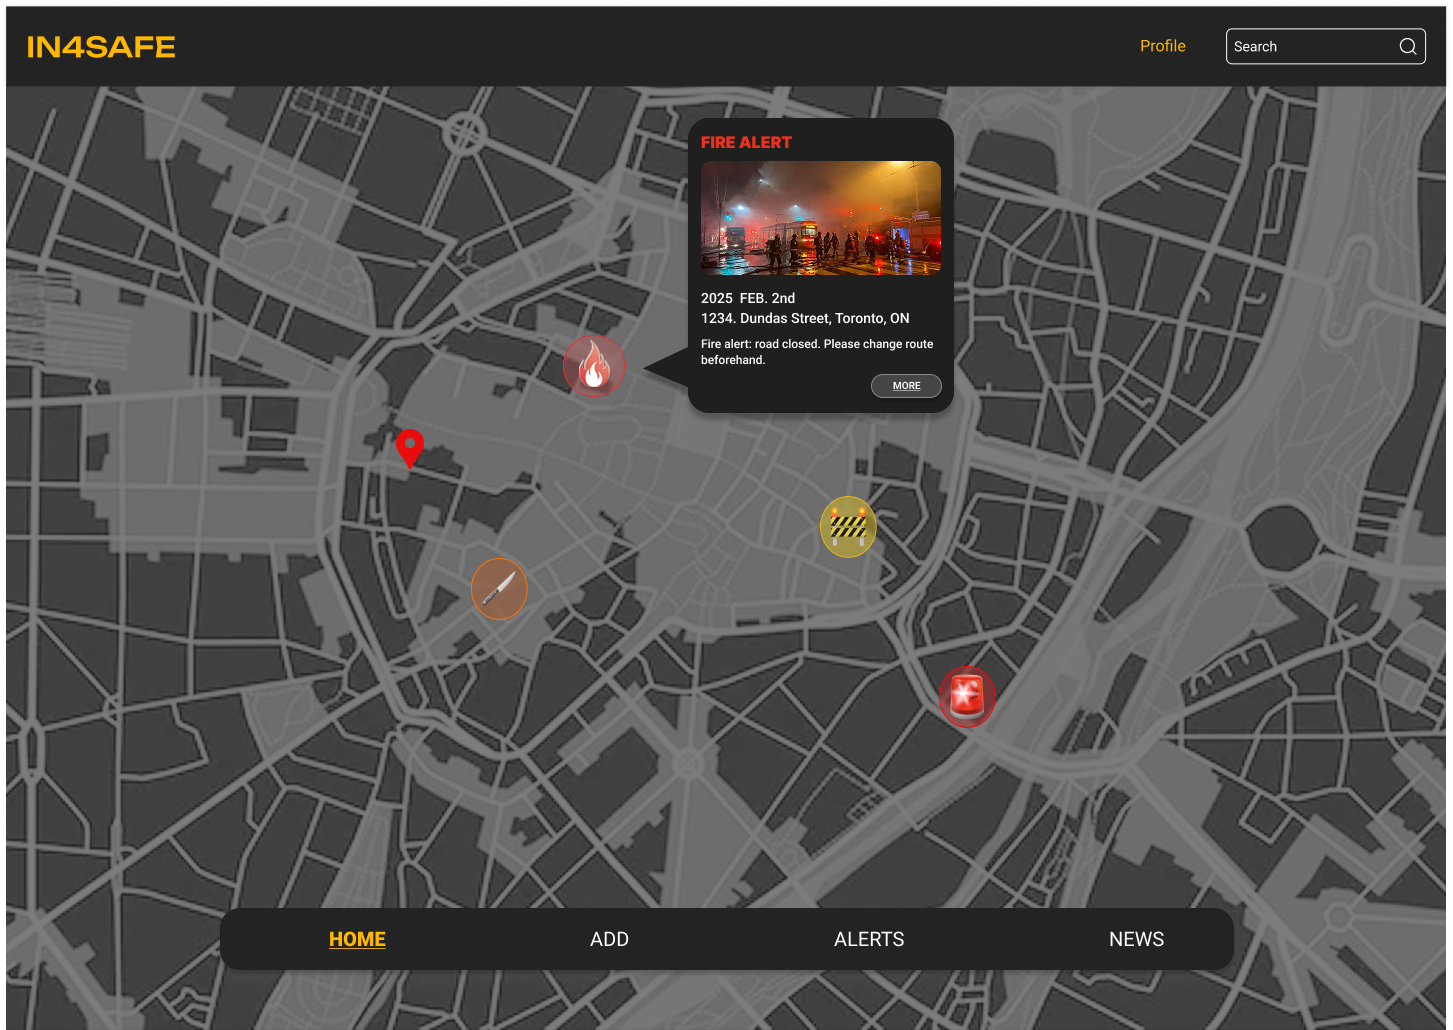 IN4SAFE
Profile
Search
FIRE ALERT
2025 FEB. 2nd
1234. Dundas Street, Toronto, ON
Fire alert: road closed. Please change route
beforehand.
MORE
HOME
ADD
ALERTS
NEWS